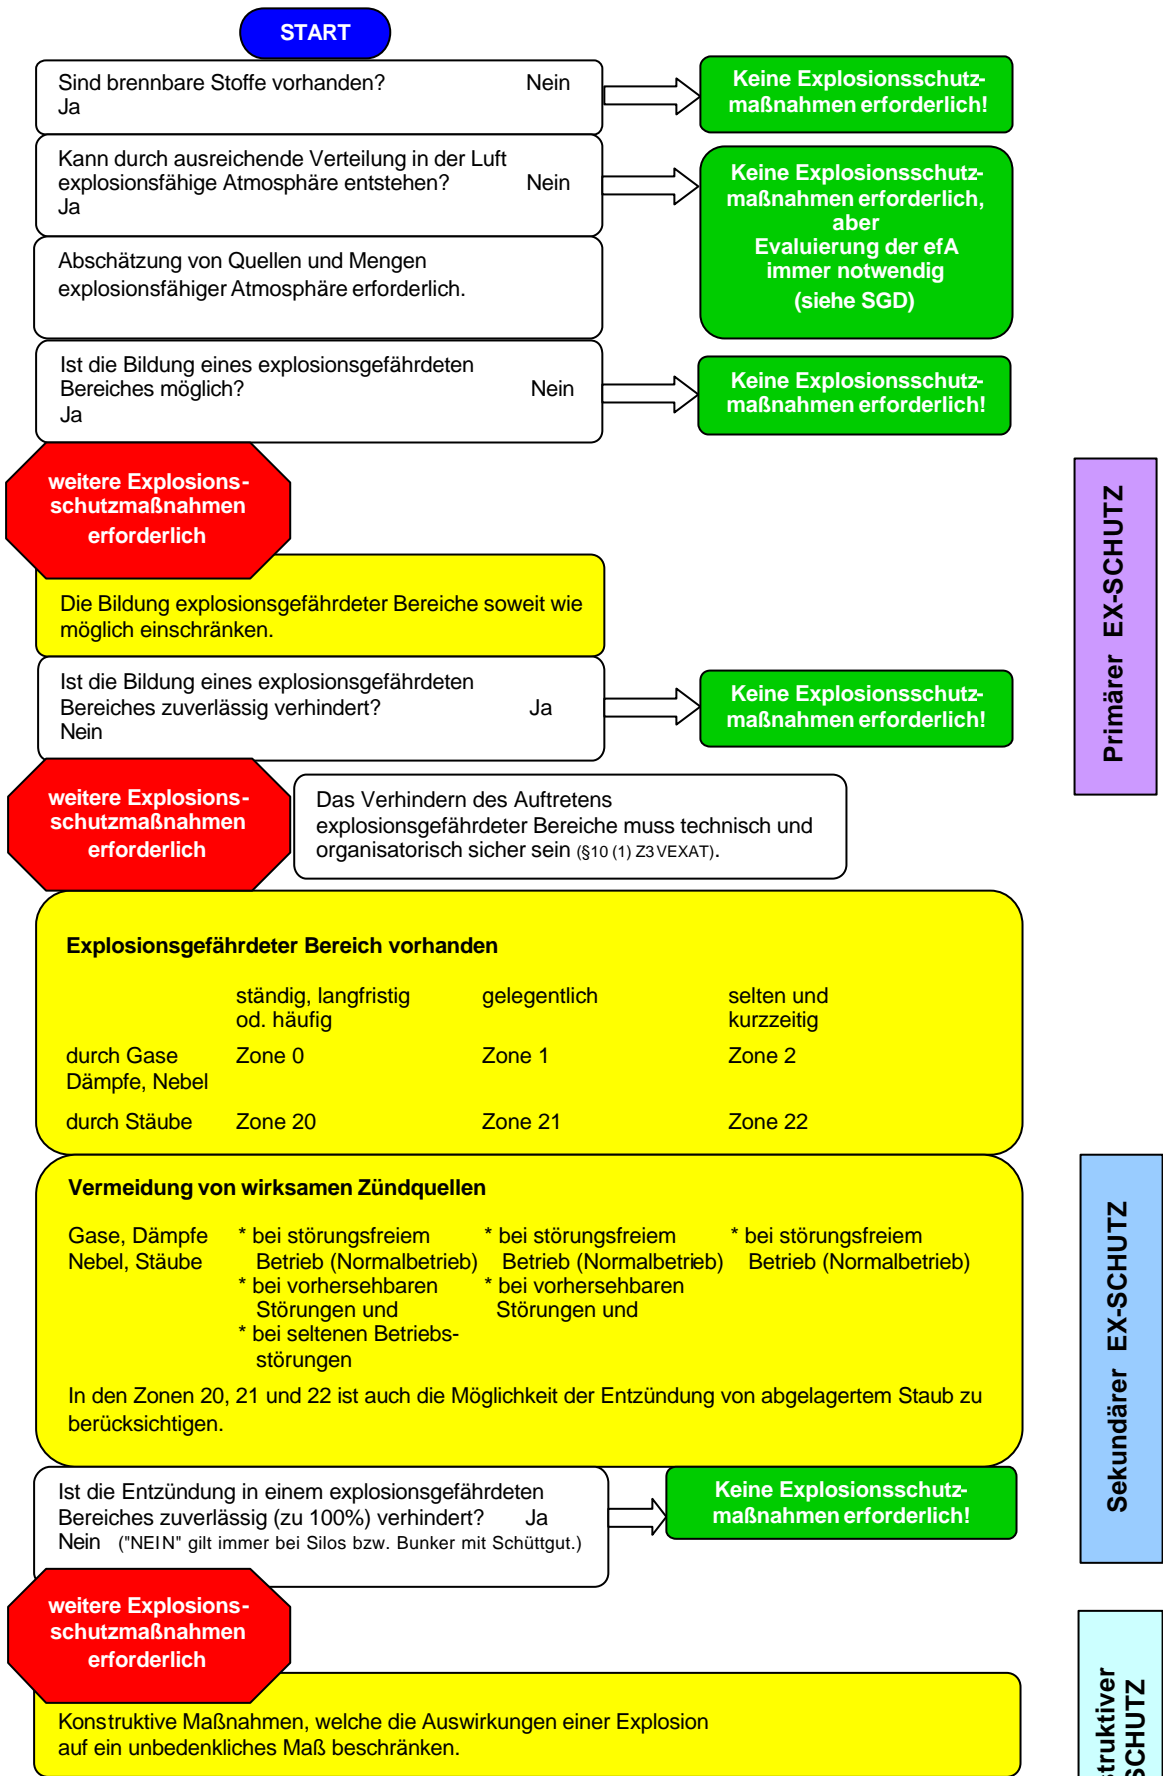 START
Sind brennbare Stoffe vorhanden? Nein
Ja
Keine Explosionsschutz-
maßnahmen erforderlich!
Kann durch ausreichende Verteilung in der Luft
explosionsfähige Atmosphäre entstehen? Nein
Ja
Keine Explosionsschutz-
maßnahmen erforderlich,
aber
Evaluierung der efA
immer notwendig
(siehe SGD)
Abschätzung von Quellen und Mengen
explosionsfähiger Atmosphäre erforderlich.
Ist die Bildung eines explosionsgefährdeten
Bereiches möglich? Nein
Ja
Keine Explosionsschutz-
maßnahmen erforderlich!
weitere Explosions-
schutzmaßnahmen
erforderlich
Die Bildung explosionsgefährdeter Bereiche soweit wie
möglich einschränken.
Ist die Bildung eines explosionsgefährdeten
Bereiches zuverlässig verhindert? Ja
Nein
Keine Explosionsschutz-
maßnahmen erforderlich!
Primärer EX-SCHUTZ
weitere Explosions-
schutzmaßnahmen
erforderlich
Das Verhindern des Auftretens
explosionsgefährdeter Bereiche muss technisch und
organisatorisch sicher sein (§10 (1) Z3 VEXAT).
Explosionsgefährdeter Bereich vorhanden
ständig, langfristig gelegentlich selten und
od. häufig kurzzeitig
durch Gase Zone 0 Zone 1 Zone 2
Dämpfe, Nebel
durch Stäube Zone 20 Zone 21 Zone 22
Vermeidung von wirksamen Zündquellen
Gase, Dämpfe * bei störungsfreiem * bei störungsfreiem * bei störungsfreiem
Nebel, Stäube Betrieb (Normalbetrieb) Betrieb (Normalbetrieb) Betrieb (Normalbetrieb)
* bei vorhersehbaren * bei vorhersehbaren
Störungen und Störungen und
* bei seltenen Betriebs-
störungen
In den Zonen 20, 21 und 22 ist auch die Möglichkeit der Entzündung von abgelagertem Staub zu
berücksichtigen.
Sekundärer EX-SCHUTZ
Ist die Entzündung in einem explosionsgefährdeten
Bereiches zuverlässig (zu 100%) verhindert? Ja
Nein ("NEIN" gilt immer bei Silos bzw. Bunker mit Schüttgut.)
Keine Explosionsschutz-
maßnahmen erforderlich!
weitere Explosions-
schutzmaßnahmen
erforderlich
Konstruktive Maßnahmen, welche die Auswirkungen einer Explosion
auf ein unbedenkliches Maß beschränken.
struktiver
SCHUTZ